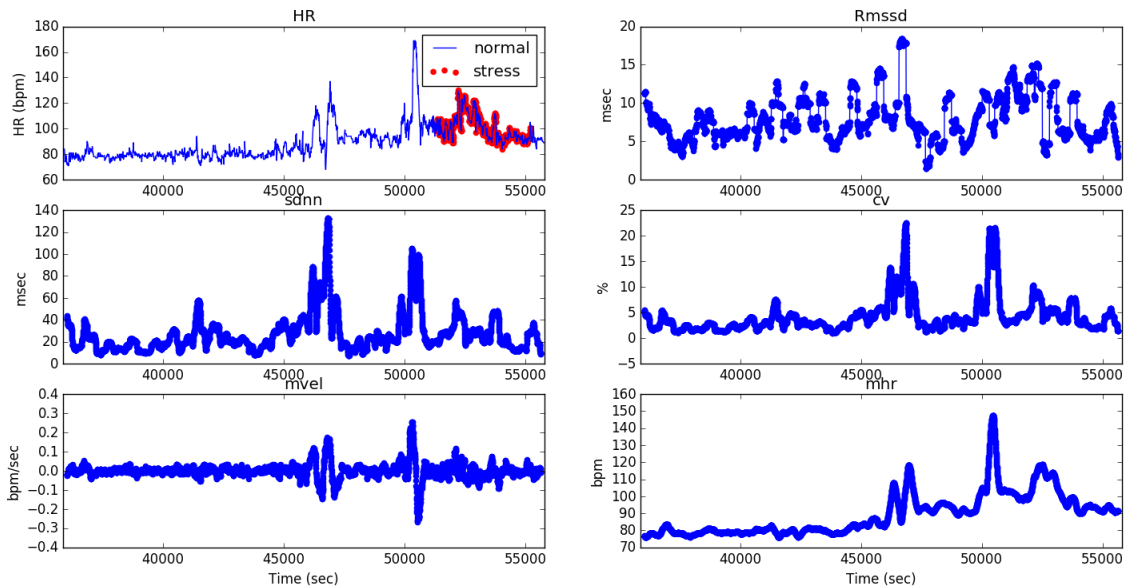 HR
180
160
140
120
100
80
60
HR (bpm)
normal
stress
40000 45000 50000 55000
Rmssd
20
15
10
5
0
msec
40000 45000 50000 55000
sdnn
140
120
100
80
60
40
20
0
msec
40000 45000 50000 55000
cv
25
20
15
10
5
0
−5
%
40000 45000 50000 55000
mvel
0.4
0.3
0.2
0.1
0.0
−0.1
−0.2
−0.3
−0.4
bpm/sec
40000 45000 50000 55000
Time (sec)
mhr
160
150
140
130
120
110
100
90
80
70
bpm
40000 45000 50000 55000
Time (sec)